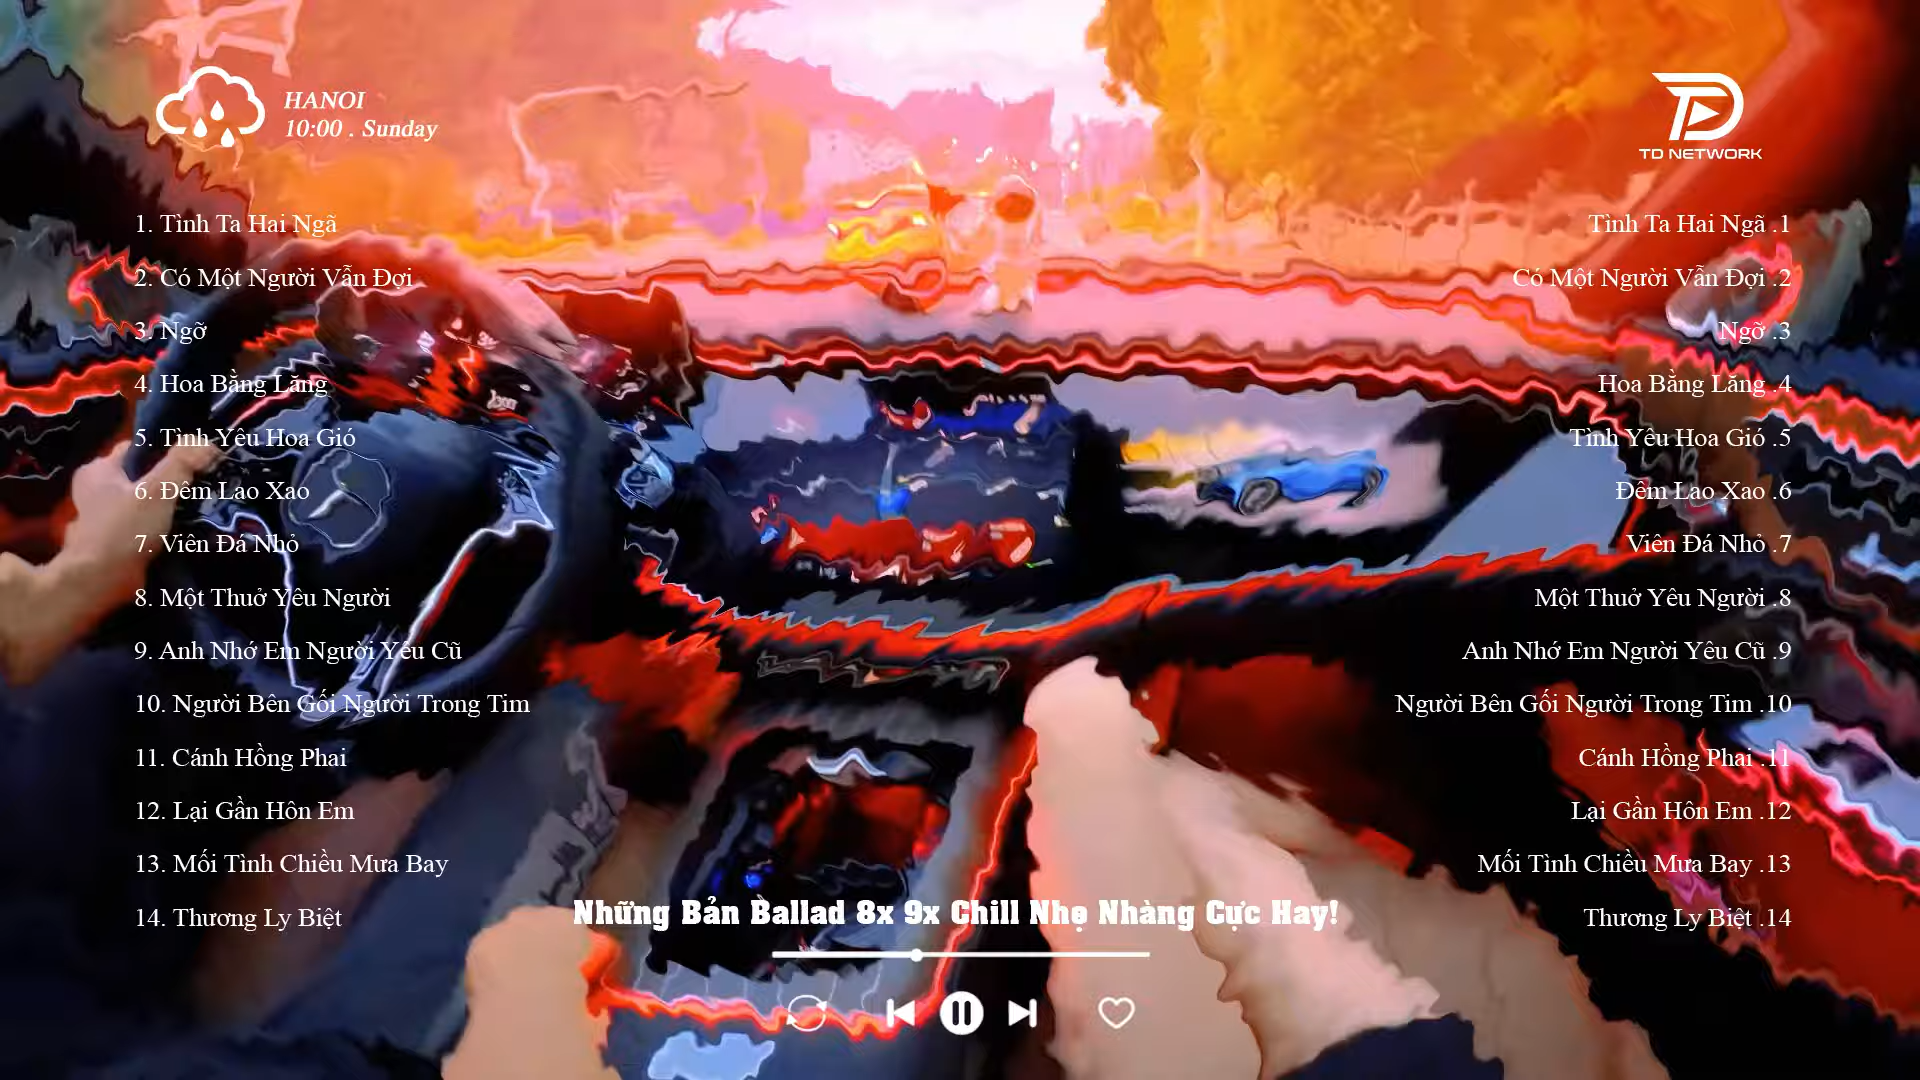 HANOI
10:00 . Sunday
TD NETWORK
1. Tình Ta Hai Ngã
2. Có Một Người Vẫn Đợi
3. Ngỡ
4. Hoa Bằng Lăng
5. Tình Yêu Hoa Gió
6. Đêm Lao Xao
7. Viên Đá Nhỏ
8. Một Thuở Yêu Người
9. Anh Nhớ Em Người Yêu Cũ
10. Người Bên Gối Người Trong Tim
11. Cánh Hồng Phai
12. Lại Gần Hôn Em
13. Mối Tình Chiều Mưa Bay
14. Thương Ly Biệt
Tình Ta Hai Ngã .1
Có Một Người Vẫn Đợi .2
Ngỡ .3
Hoa Bằng Lăng .4
Tình Yêu Hoa Gió .5
Đêm Lao Xao .6
Viên Đá Nhỏ .7
Một Thuở Yêu Người .8
Anh Nhớ Em Người Yêu Cũ .9
Người Bên Gối Người Trong Tim .10
Cánh Hồng Phai .11
Lại Gần Hôn Em .12
Mối Tình Chiều Mưa Bay .13
Thương Ly Biệt .14
Những Bản Ballad 8x 9x Chill Nhẹ Nhàng Cực Hay!